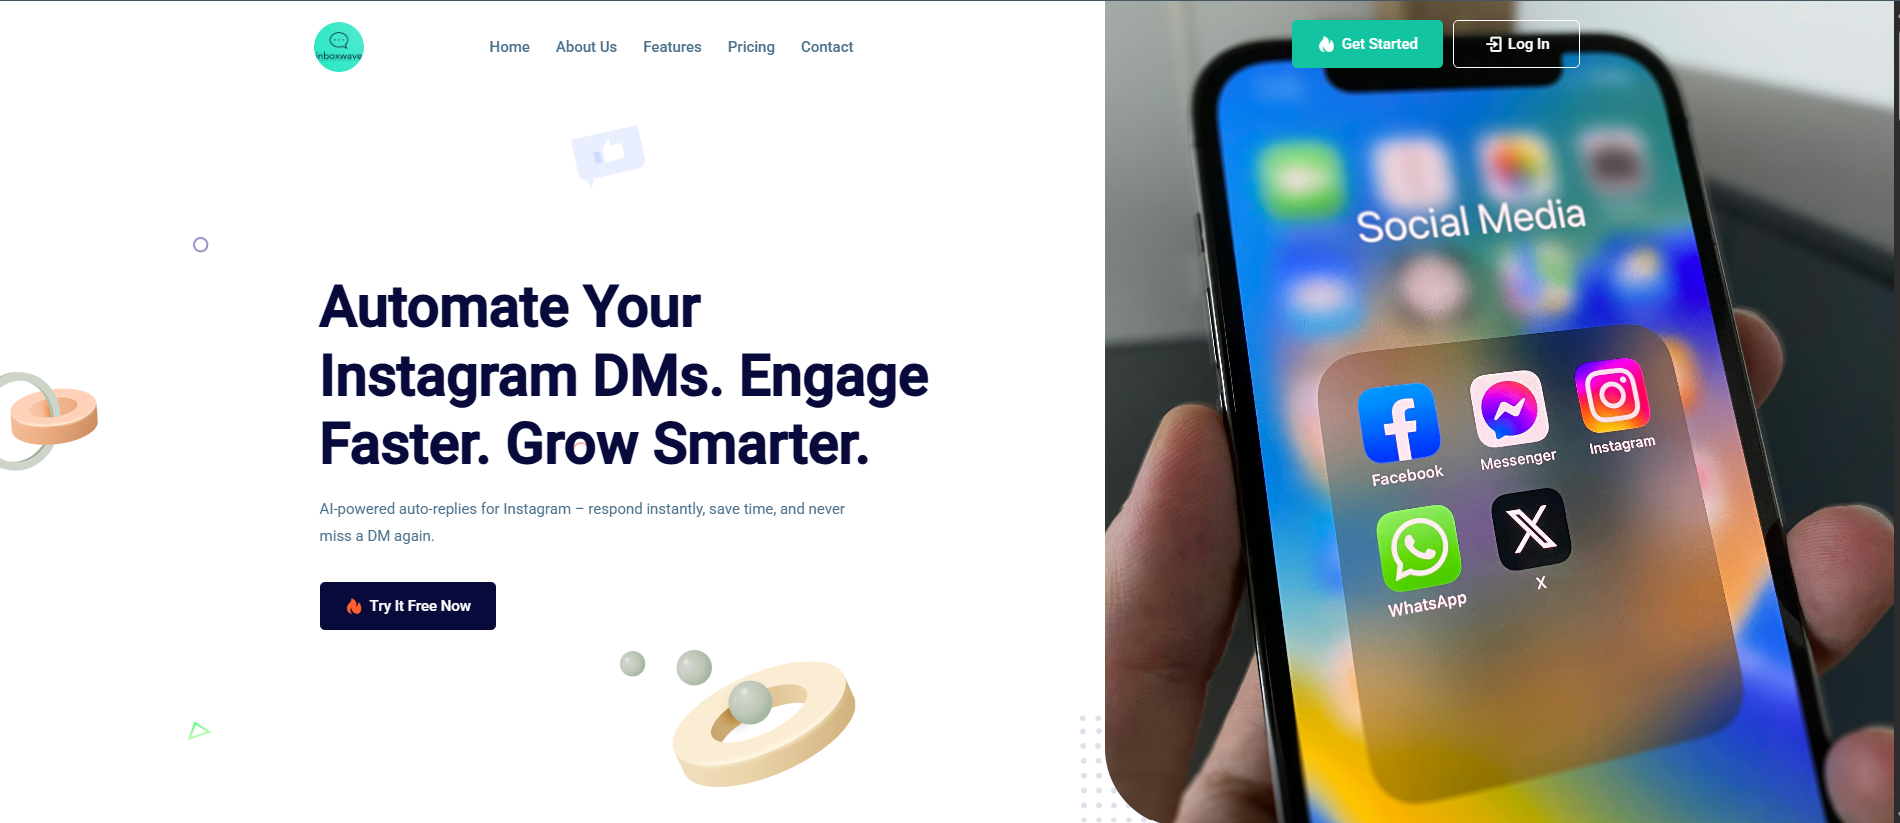 inboxwave
Home
About Us
Features
Pricing
Contact
Get Started
Log In
Automate Your
Instagram DMs. Engage
Faster. Grow Smarter.
AI-powered auto-replies for Instagram – respond instantly, save time, and never
miss a DM again.
Try It Free Now
Social Media
Facebook
Messenger
Instagram
WhatsApp
X